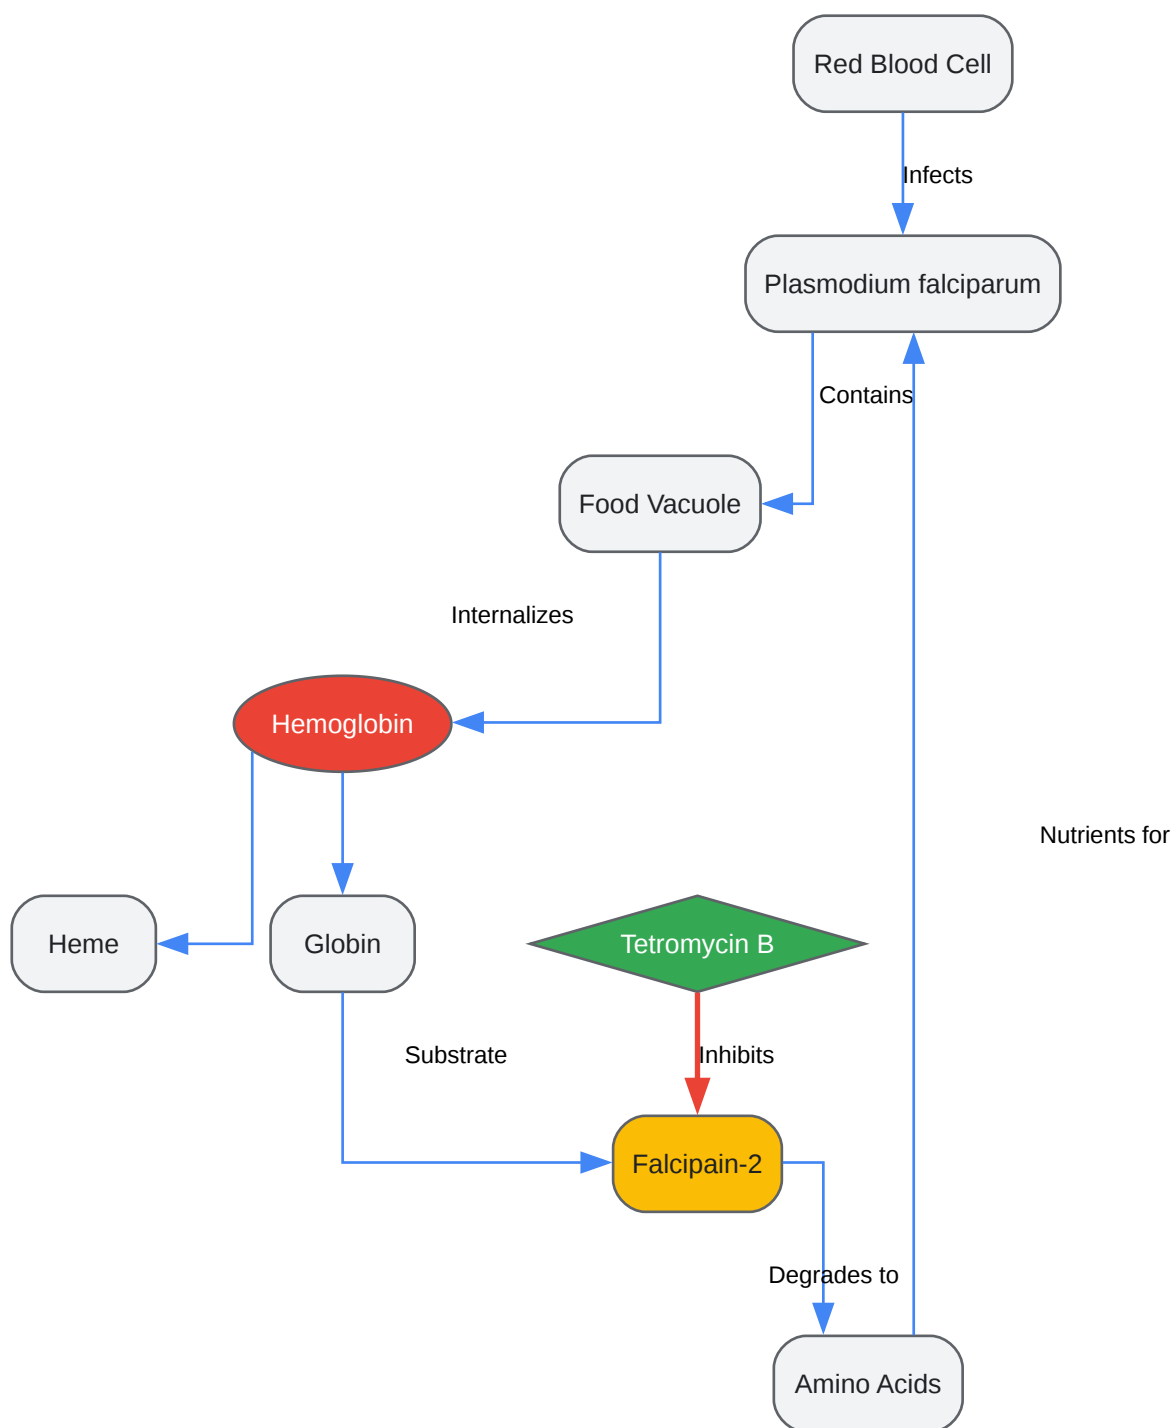 Red Blood Cell
Infects
Plasmodium falciparum
Contains
Food Vacuole
Internalizes
Hemoglobin
Nutrients for
Heme
Globin
Tetromycin B
Substrate
Inhibits
Falcipain-2
Degrades to
Amino Acids